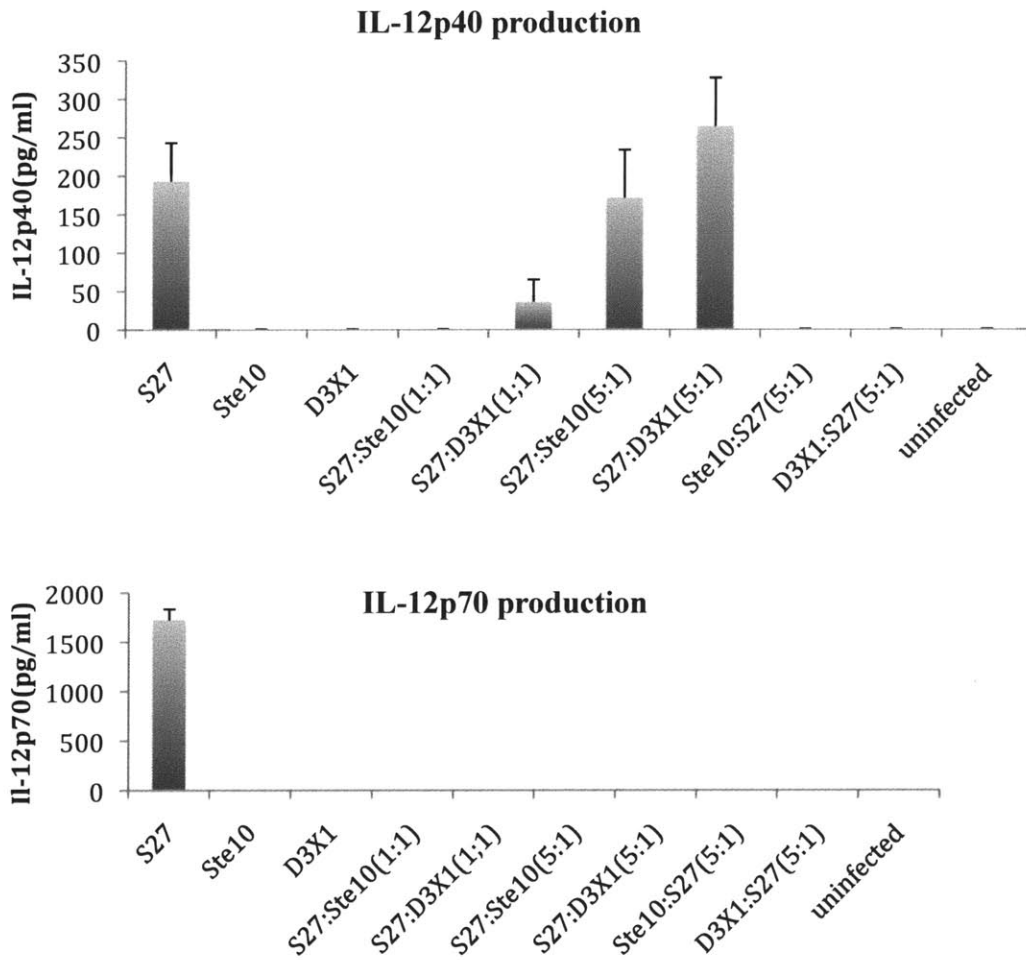 IL-12p40 production
IL-12p40(pg/ml)
350
300
250
200
150
100
50
0
S27
Ste10
D3X1
S27:Ste10(1:1)
S27:D3X1(1;1)
S27:Ste10(5:1)
S27:D3X1(5:1)
Ste10:S27(5:1)
D3X1:S27(5:1)
uninfected
IL-12p70 production
Il-12p70(pg/ml)
2000
1500
1000
500
0
S27
Ste10
D3X1
S27:Ste10(1:1)
S27:D3X1(1;1)
S27:Ste10(5:1)
S27:D3X1(5:1)
Ste10:S27(5:1)
D3X1:S27(5:1)
uninfected